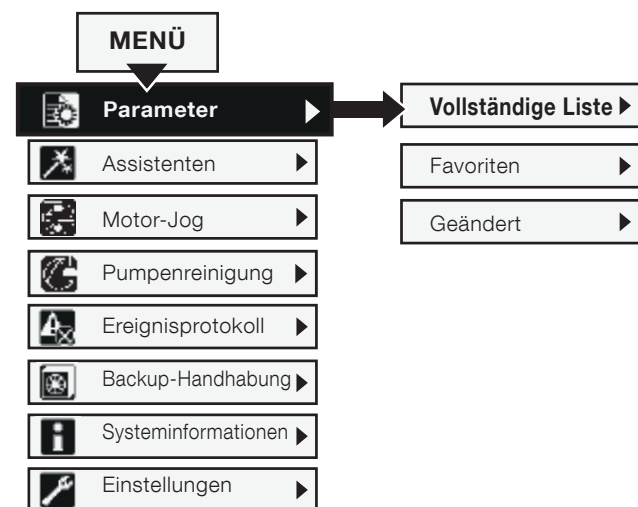 MENÜ
Parameter
Vollständige Liste
Assistenten
Favoriten
Motor-Jog
Geändert
Pumpenreinigung
Ereignisprotokoll
Backup-Handhabung
Systeminformationen
Einstellungen